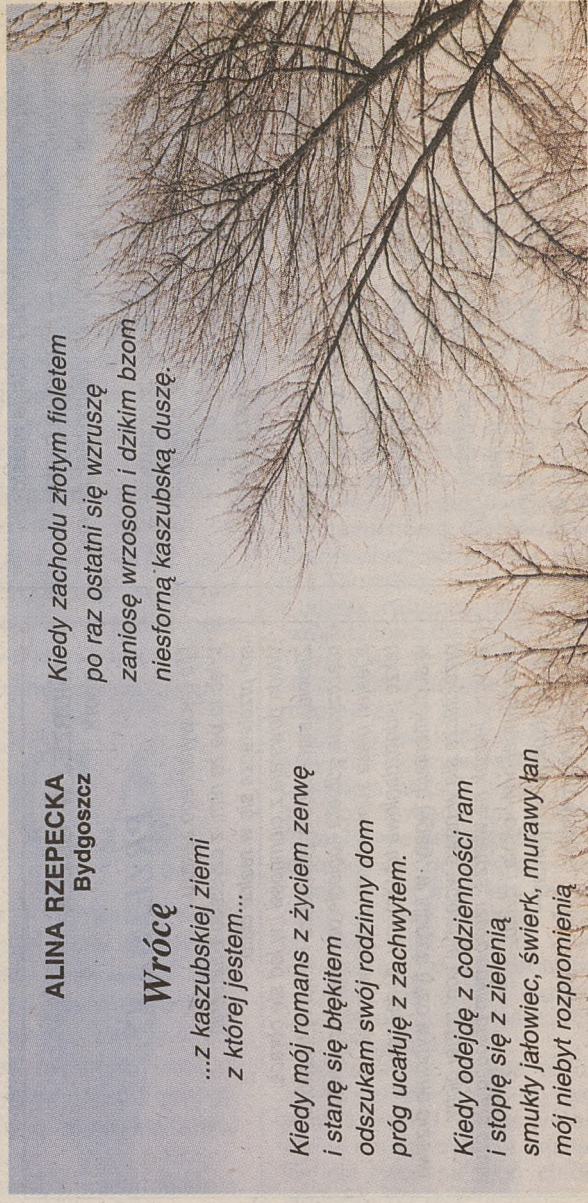 ALINA RZEPECKA
Bydgoszcz
Wrócę
...z kaszubskiej ziemi
z której jestem...
Kiedy mój romans z życiem zerwę
i stanę się błękitem
odszukam swój rodzinny dom
próg ucałuję z zachwytem.
Kiedy odejdę z codzienności ram
i stopię się z zielenią
smukły jałowiec, świerk, murawy łan
mój niebyt rozpromienią
Kiedy zachodu złotym fioletem
po raz ostatni się wzruszę
zaniosę wrzosom i dzikim bzom
niesforną kaszubską duszę.